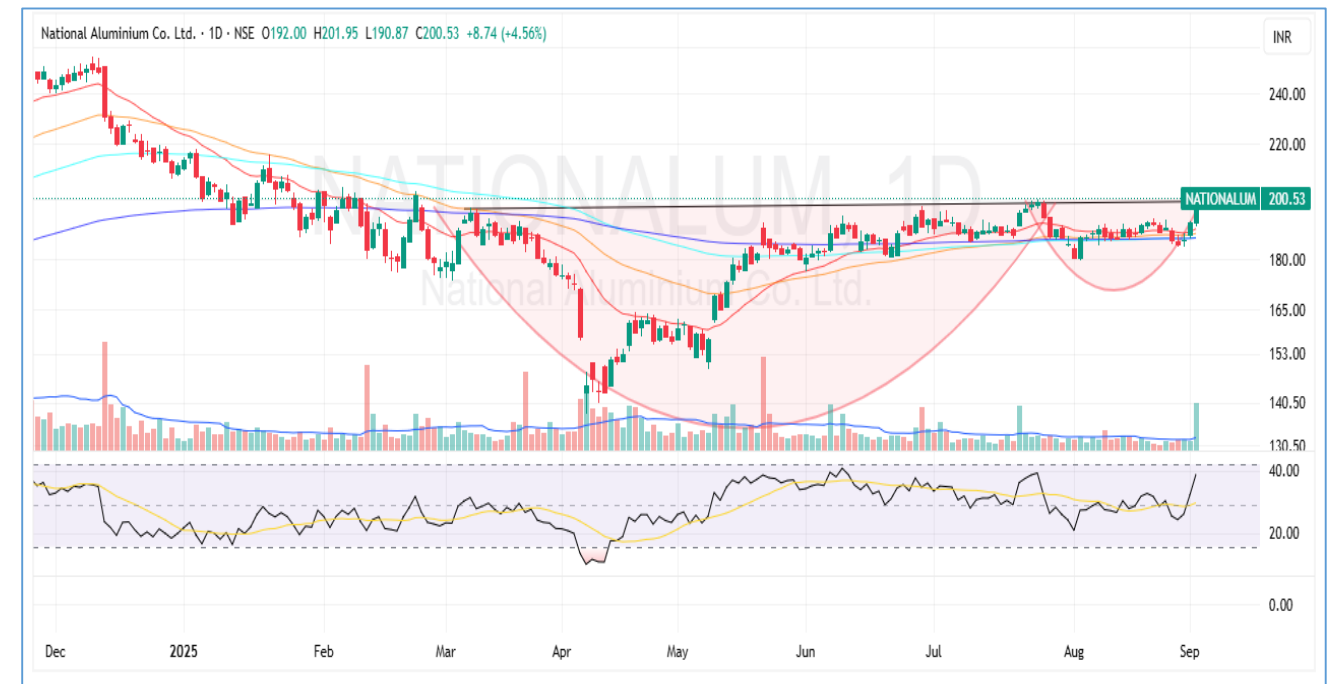 National Aluminium Co. Ltd. · 1D · NSE O192.00 H201.95 L190.87 C200.53 +8.74 (+4.56%)
INR
240.00
220.00
NATIONALUM, 1D
NATIONALUM 200.53
National Aluminium Co. Ltd.
180.00
165.00
153.00
140.50
130.50
40.00
20.00
0.00
Dec 2025 Feb Mar Apr May Jun Jul Aug Sep